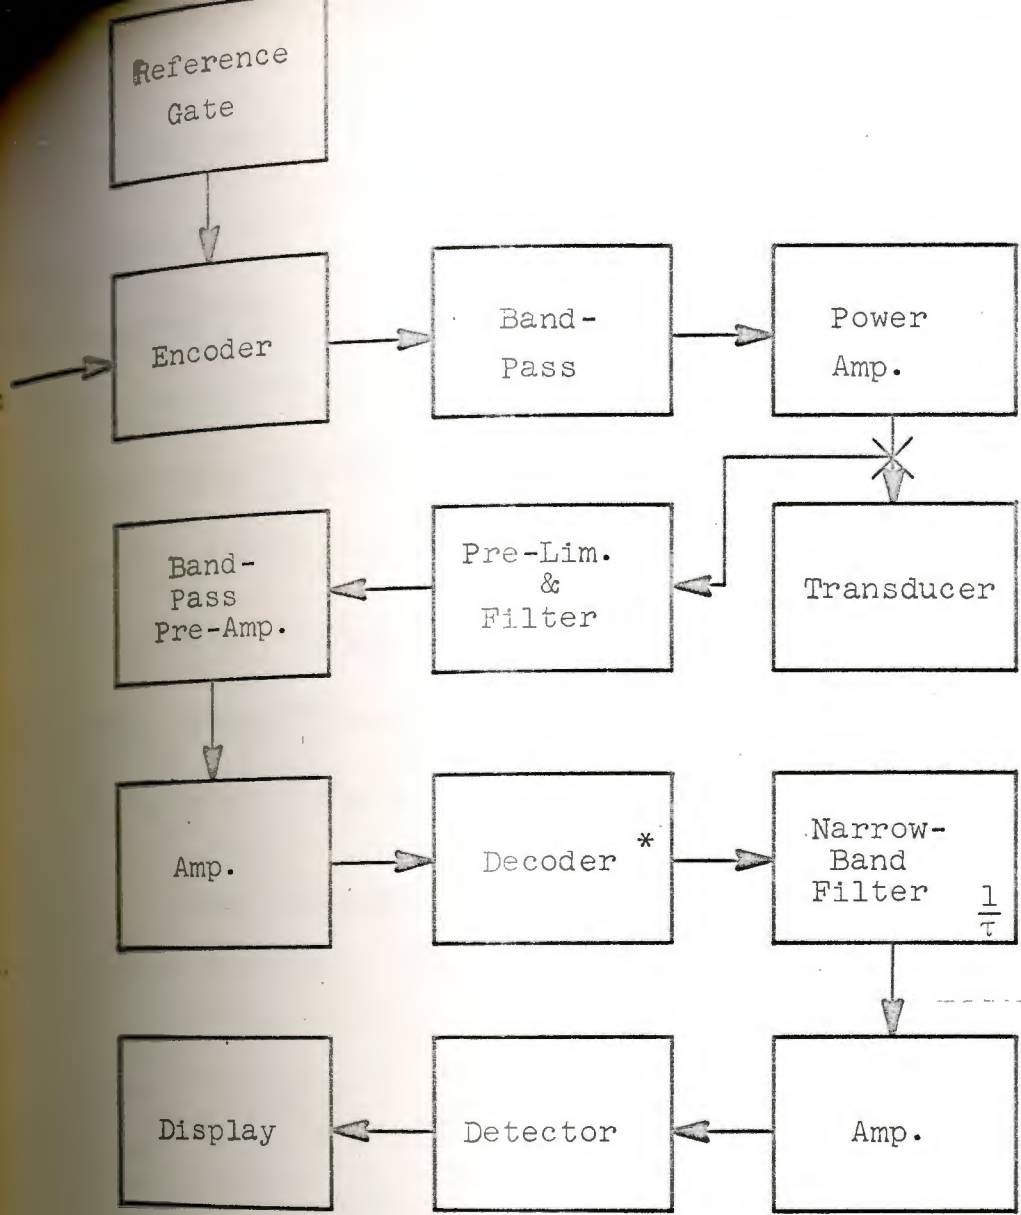 Reference
Gate
Encoder
Band-
Pass
Power
Amp.
Band-
Pass
Pre-Amp.
Pre-Lim.
&
Filter
Transducer
Amp.
Decoder *
Narrow-
Band
Filter
1
τ
Display
Detector
Amp.